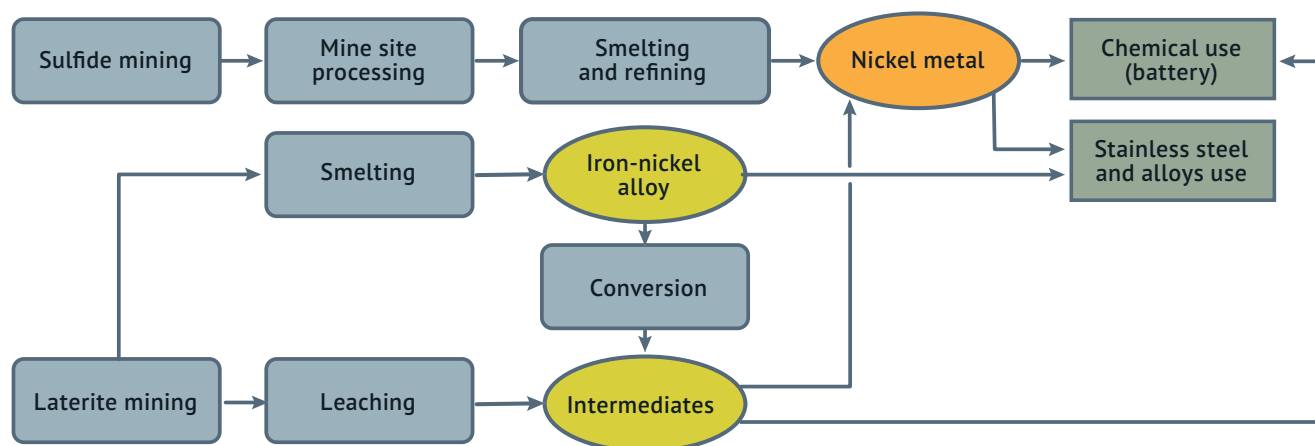 Sulfide mining
Mine site
processing
Smelting
and refining
Nickel metal
Chemical use
(battery)
Smelting
Iron-nickel
alloy
Stainless steel
and alloys use
Conversion
Laterite mining
Leaching
Intermediates